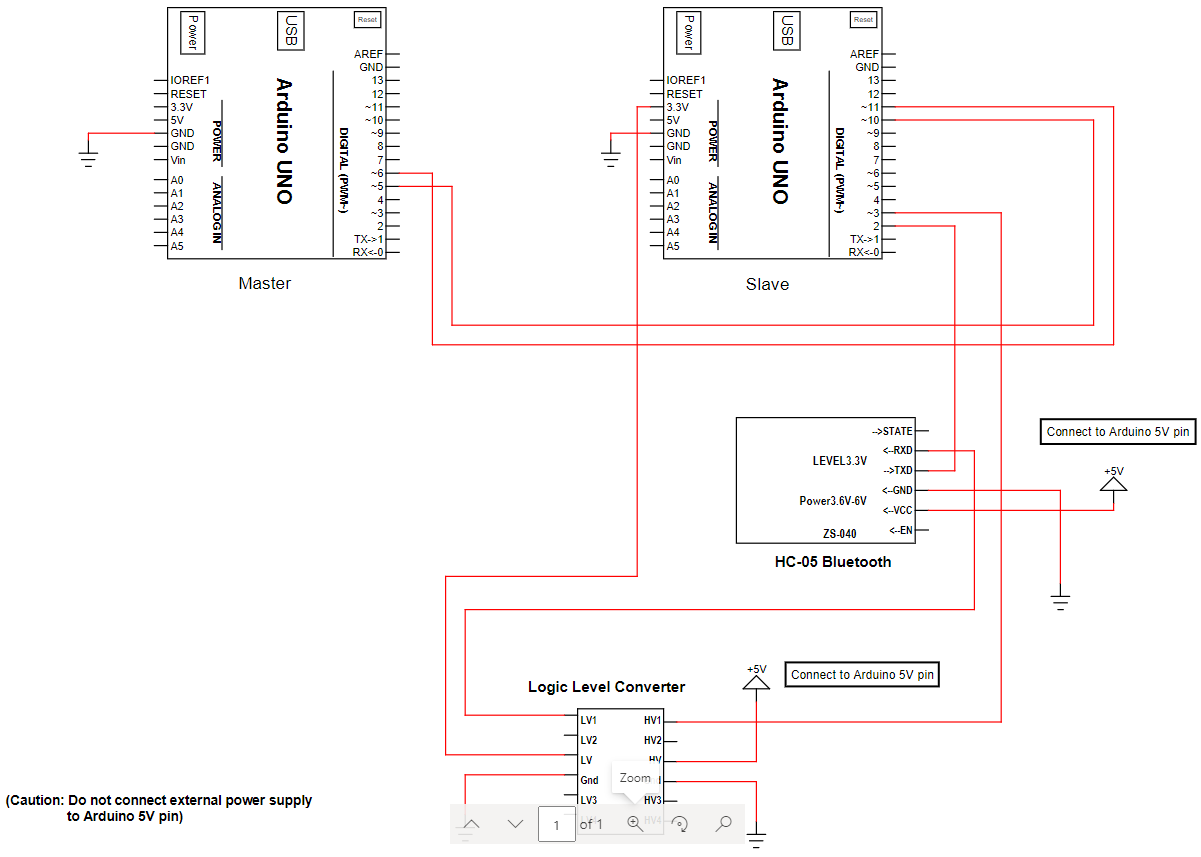 Power
USB
Reset
AREF
GND
IOREF1
RESET
3.3V
5V
GND
GND
Vin
A0
A1
A2
A3
A4
A5
POWER
ANALOG IN
Arduino UNO
DIGITAL (PWM~)
13
12
~11
~10
~9
8
7
~6
~5
4
~3
2
TX->1
RX<-0
Master
Power
USB
Reset
AREF
GND
IOREF1
RESET
3.3V
5V
GND
GND
Vin
A0
A1
A2
A3
A4
A5
POWER
ANALOG IN
Arduino UNO
DIGITAL (PWM~)
13
12
~11
~10
~9
8
7
~6
~5
4
~3
2
TX->1
RX<-0
Slave
-->STATE
<--RXD
LEVEL3.3V
-->TXD
<--GND
Power3.6V-6V
<--VCC
ZS-040
<--EN
HC-05 Bluetooth
Connect to Arduino 5V pin
+5V
+5V
Connect to Arduino 5V pin
Logic Level Converter
LV1
LV2
LV
Gnd
LV3
HV1
HV2
HV
HV3
HV4
Zoom
1 of 1
(Caution: Do not connect external power supply
to Arduino 5V pin)